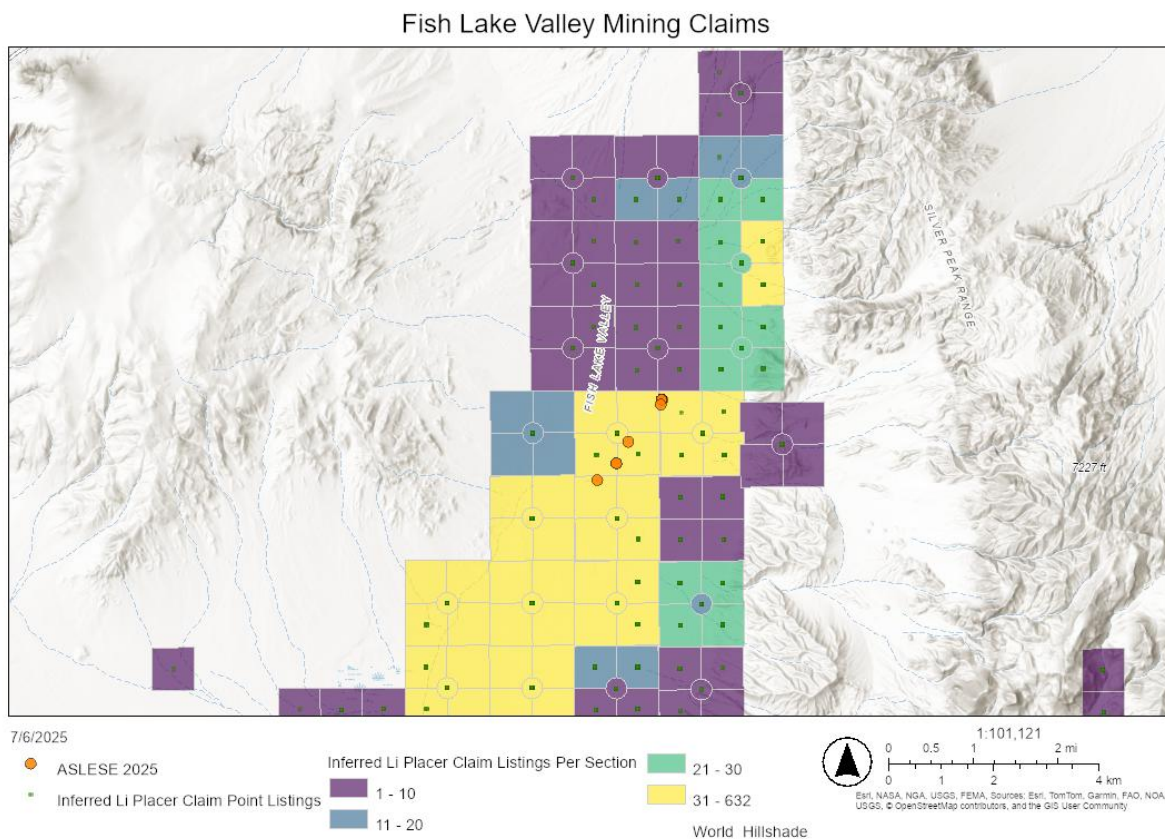 Fish Lake Valley Mining Claims
SILVER PEAK RANGE
FISH LAKE VALLEY
7227 ft
7/6/2025
ASLESE 2025
Inferred Li Placer Claim Point Listings
Inferred Li Placer Claim Listings Per Section
1 - 10
11 - 20
21 - 30
31 - 632
World Hillshade
1:101,121
0 0.5 1 2 mi
0 1 2 4 km
Esri, NASA, NGA, USGS, FEMA, Sources: Esri, TomTom, Garmin, FAO, NOA
USGS, © OpenStreetMap contributors, and the GIS User Community